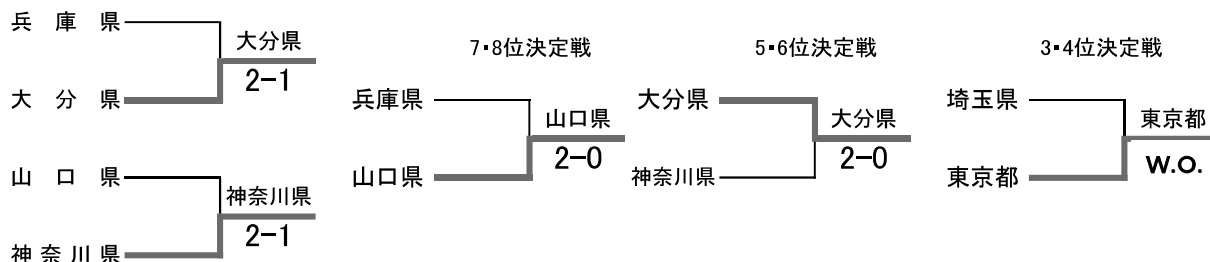 兵庫県
大分県
大分県
2-1
山口県
神奈川県
神奈川県
2-1
7・8位決定戦
兵庫県
山口県
山口県
2-0
5・6位決定戦
大分県
神奈川県
大分県
2-0
3・4位決定戦
埼玉県
東京都
東京都
W.O.